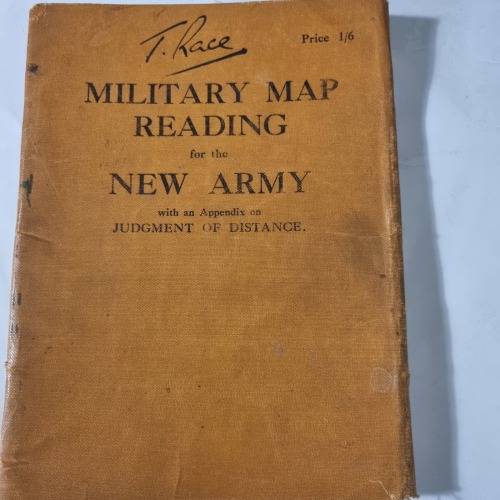 T. Race
Price 1/6
MILITARY MAP
READING
for the
NEW ARMY
with an Appendix on
JUDGMENT OF DISTANCE.